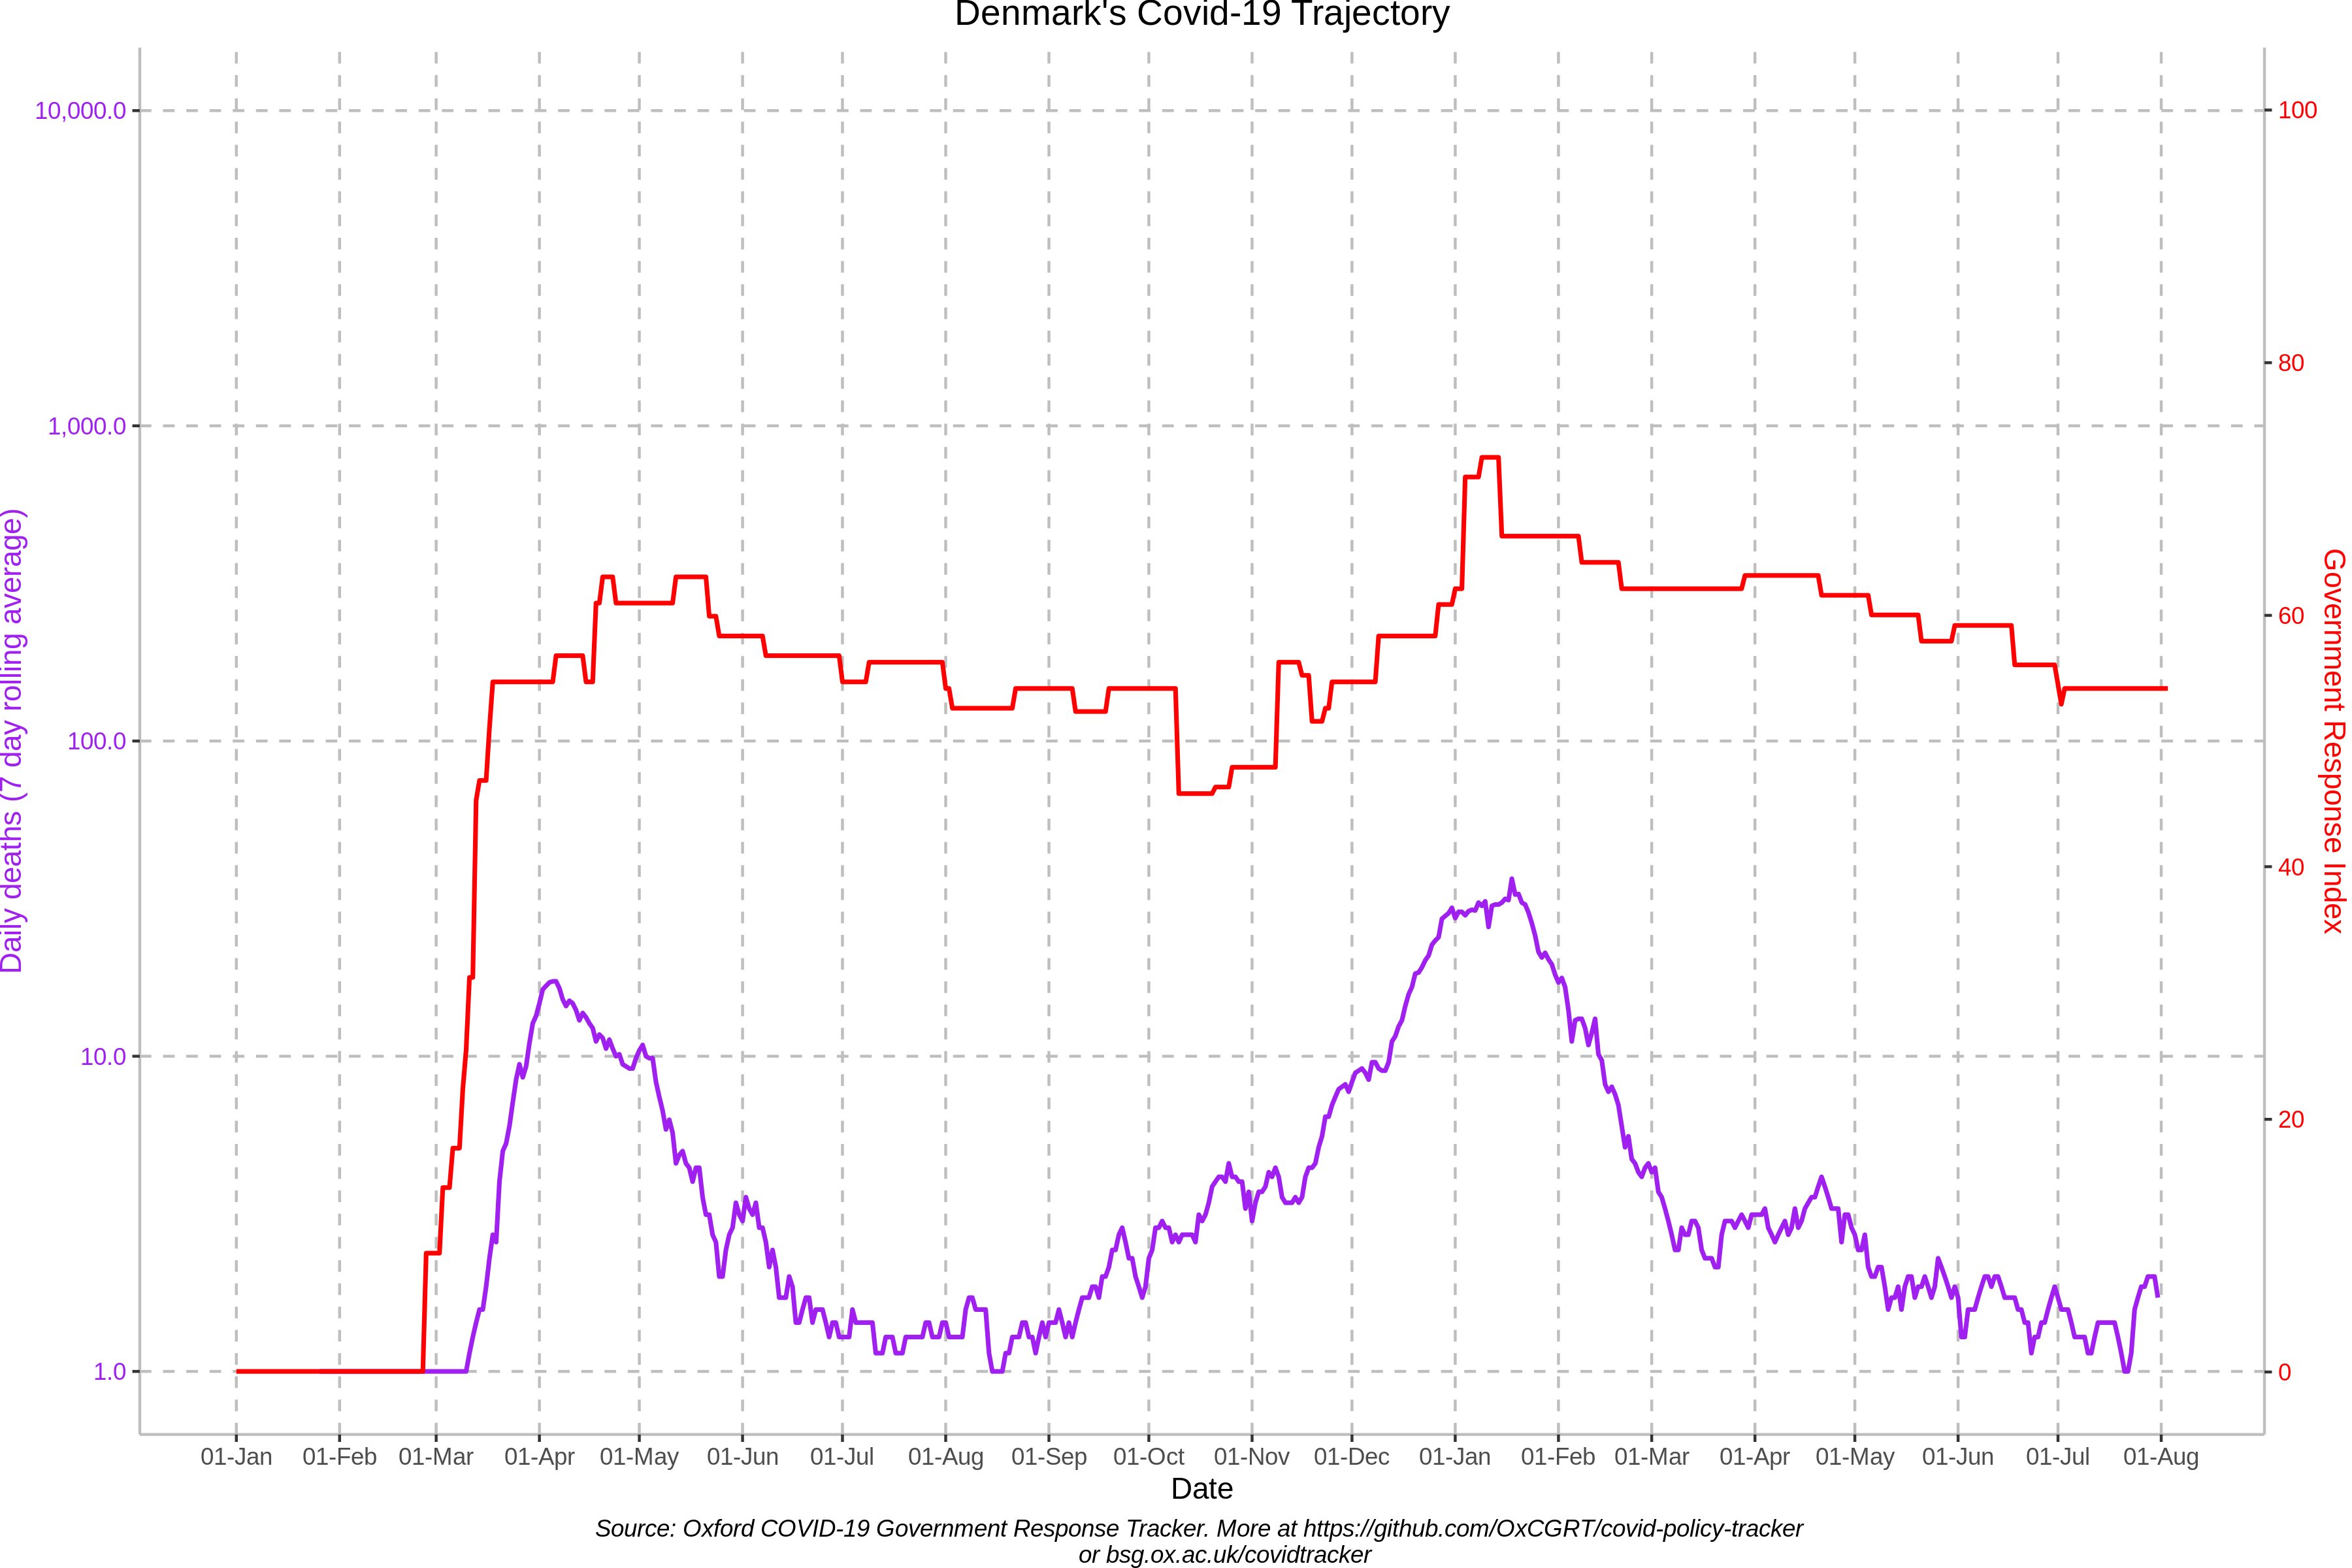 Denmark's Covid-19 Trajectory
10,000.0
1,000.0
100.0
10.0
1.0
Daily deaths (7 day rolling average)
100
80
60
40
20
0
Government Response Index
01-Jan 01-Feb 01-Mar 01-Apr 01-May 01-Jun 01-Jul 01-Aug 01-Sep 01-Oct 01-Nov 01-Dec 01-Jan 01-Feb 01-Mar 01-Apr 01-May 01-Jun 01-Jul 01-Aug
Date
Source: Oxford COVID-19 Government Response Tracker. More at https://github.com/OxCGRT/covid-policy-tracker
or bsg.ox.ac.uk/covidtracker